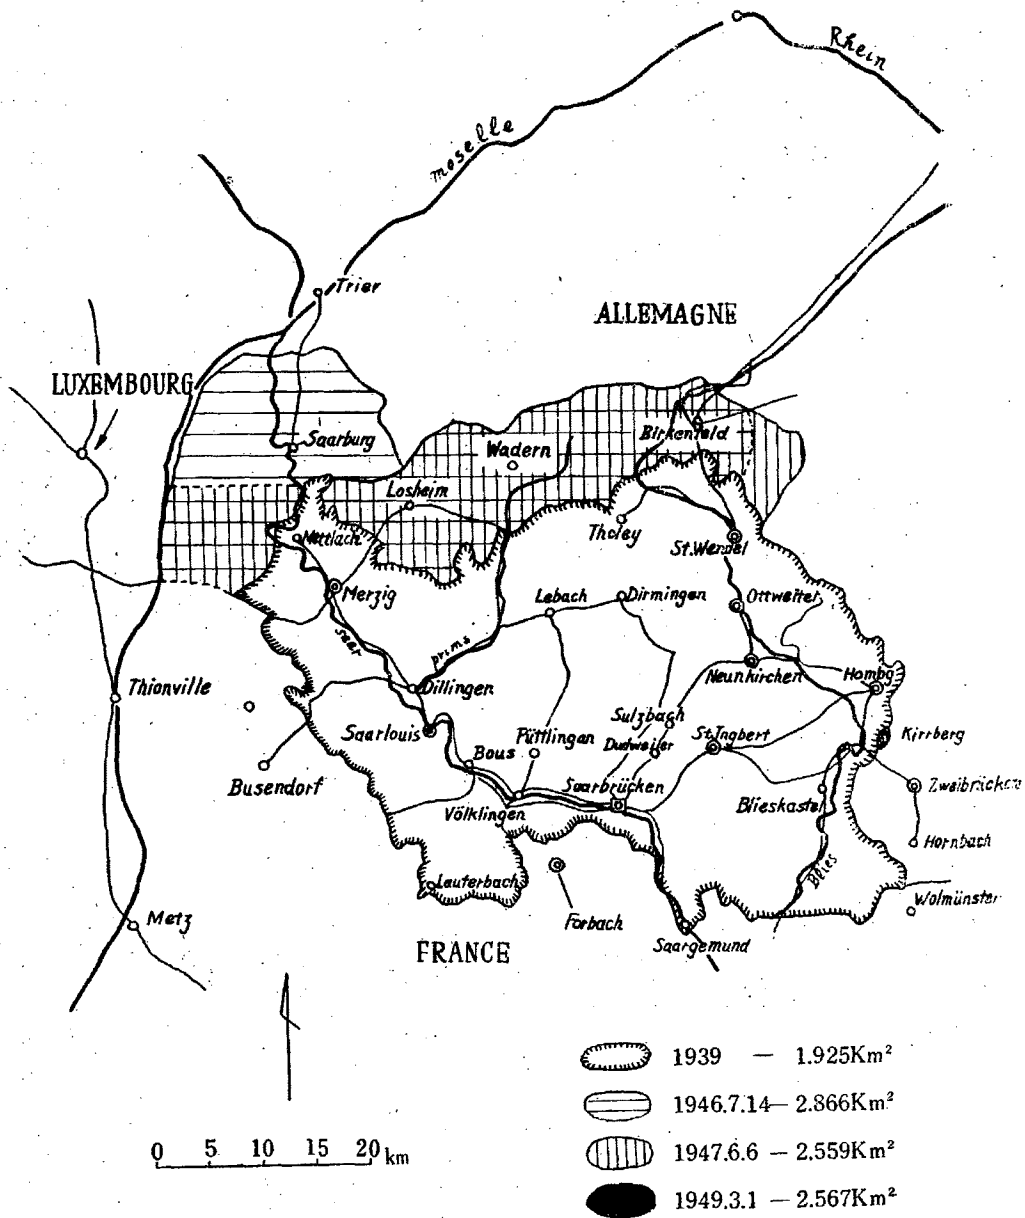 Rhein
moselle
Trier
ALLEMAGNE
LUXEMBOURG
Saarburg
Birkenfeld
Wadern
Losheim
Tholey
Mettlach
St.Wendel
Merzig
Lebach
Dirmingen
Ottweiler
saar
prims
Neunkirchen
Hombg
Thionville
Dillingen
Sulzbach
Saarlouis
Püttlingen
Dudweiler
St.Ingbert
Kirrberg
Bous
Busendorf
Saarbrücken
Zweibrücken
Völklingen
Blieskastel
Hornbach
Blies
Lauterbach
Wolmünster
Metz
Forbach
FRANCE
Saargemund
1939 — 1.925Km²
1946.7.14— 2.866Km²
1947.6.6 — 2.559Km²
1949.3.1 — 2.567Km²
0 5 10 15 20 km